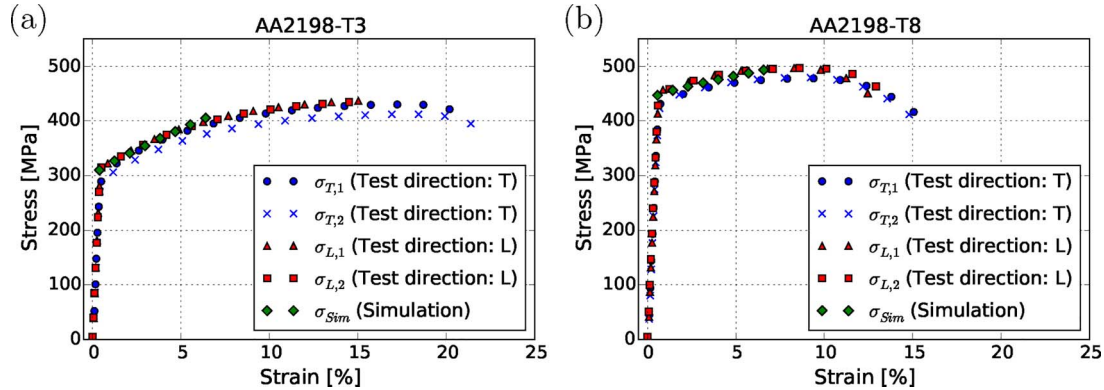 (a)
AA2198-T3
Stress [MPa]
500
400
300
200
100
0
0 5 10 15 20 25
Strain [%]
σT,1 (Test direction: T)
σT,2 (Test direction: T)
σL,1 (Test direction: L)
σL,2 (Test direction: L)
σSim (Simulation)
(b)
AA2198-T8
Stress [MPa]
500
400
300
200
100
0
0 5 10 15 20 25
Strain [%]
σT,1 (Test direction: T)
σT,2 (Test direction: T)
σL,1 (Test direction: L)
σL,2 (Test direction: L)
σSim (Simulation)